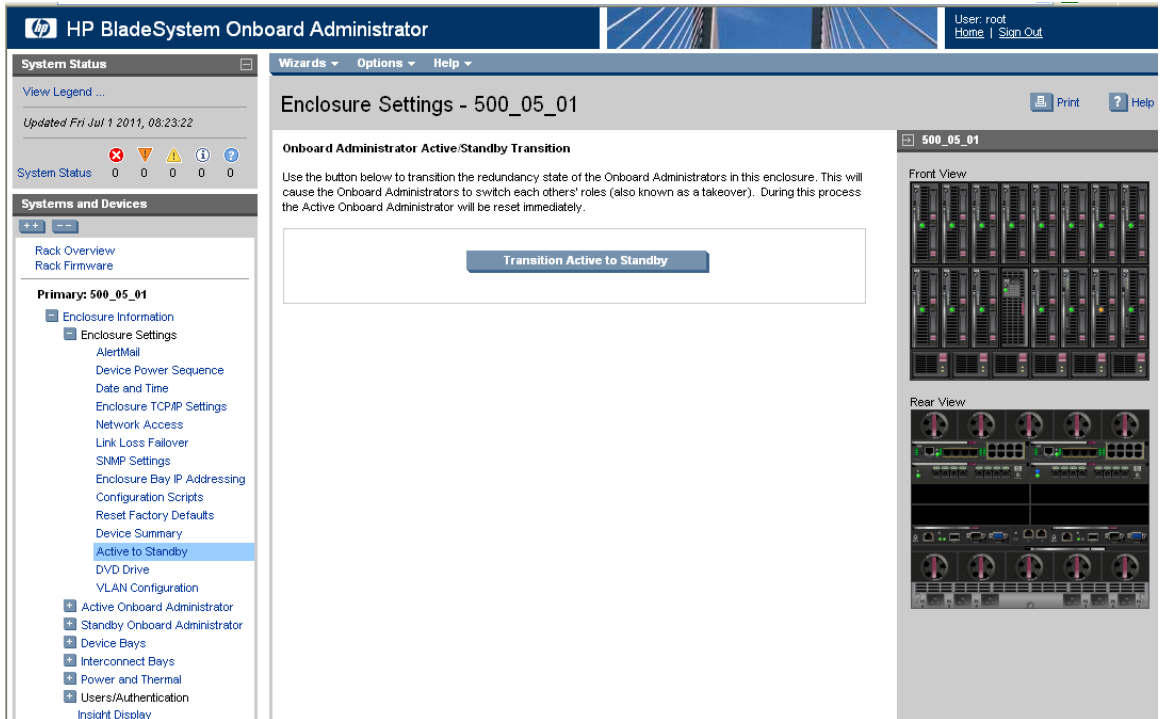 hp HP BladeSystem Onboard Administrator
User: root
Home | Sign Out
System Status
View Legend ...
Updated Fri Jul 1 2011, 08:23:22
System Status 0 0 0 0 0
Systems and Devices
Rack Overview
Rack Firmware
Primary: 500_05_01
Enclosure Information
Enclosure Settings
AlertMail
Device Power Sequence
Date and Time
Enclosure TCP/IP Settings
Network Access
Link Loss Failover
SNMP Settings
Enclosure Bay IP Addressing
Configuration Scripts
Reset Factory Defaults
Device Summary
Active to Standby
DVD Drive
VLAN Configuration
Active Onboard Administrator
Standby Onboard Administrator
Device Bays
Interconnect Bays
Power and Thermal
Users/Authentication
Insight Display
Wizards Options Help
Enclosure Settings - 500_05_01
Print ? Help
Onboard Administrator Active/Standby Transition
Use the button below to transition the redundancy state of the Onboard Administrators in this enclosure. This will
cause the Onboard Administrators to switch each others' roles (also known as a takeover). During this process
the Active Onboard Administrator will be reset immediately.
Transition Active to Standby
500_05_01
Front View
Rear View